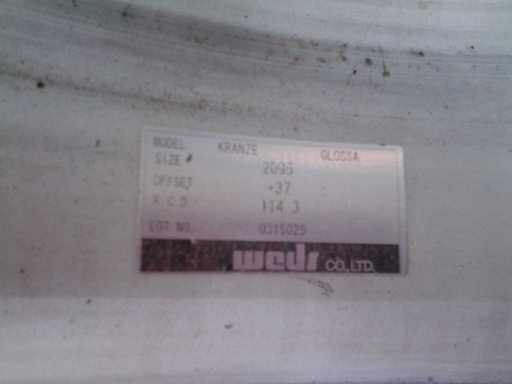 MODEL KRANZE GLOSSA
SIZE 2095
OFFSET +37
P.C.D 114.3
LOT NO. 0315025
weds CO.,LTD.